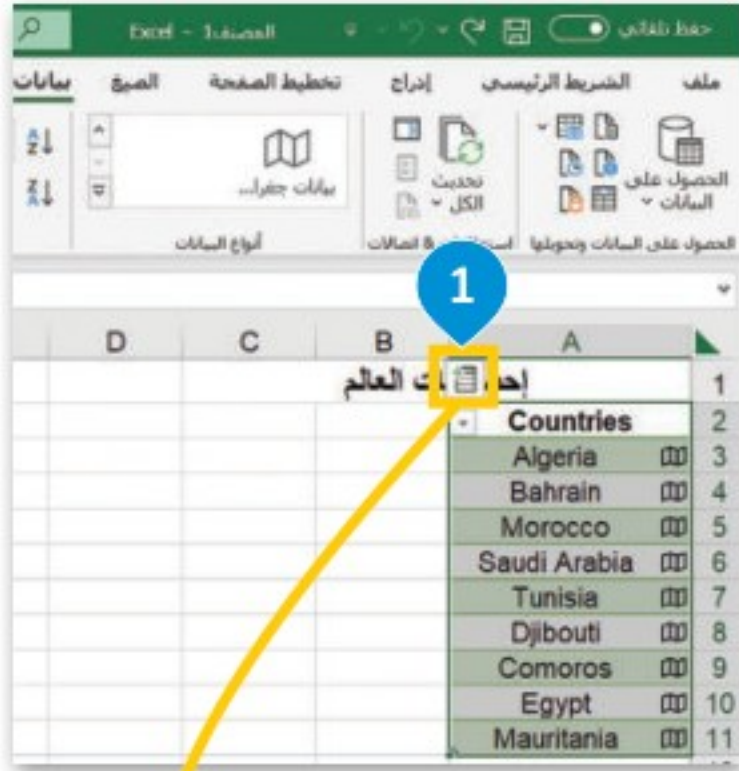 حفظ تلقائي Excel - المصنف1
ملف الشريط الرئيسي إدراج تخطيط الصفحة الصيغ بيانات
الحصول على البيانات
تحديث الكل
بيانات جغرا...
الحصول على البيانات وتحويلها
أنواع البيانات
1
A B C D
1 العالم
2 Countries
3 Algeria
4 Bahrain
5 Morocco
6 Saudi Arabia
7 Tunisia
8 Djibouti
9 Comoros
10 Egypt
11 Mauritania